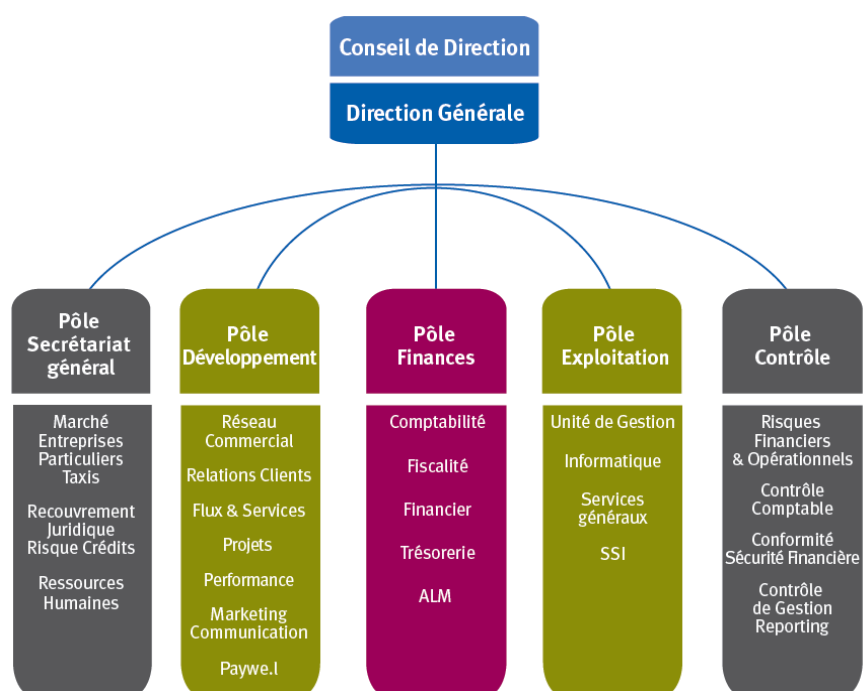 Conseil de Direction
Direction Générale
Pôle
Secrétariat
général
Marché
Entreprises
Particuliers
Taxis
Recouvrement
Juridique
Risque Crédits
Ressources
Humaines
Pôle
Développement
Réseau
Commercial
Relations Clients
Flux & Services
Projets
Performance
Marketing
Communication
Paywe.l
Pôle
Finances
Comptabilité
Fiscalité
Financier
Trésorerie
ALM
Pôle
Exploitation
Unité de Gestion
Informatique
Services
généraux
SSI
Pôle
Contrôle
Risques
Financiers
& Opérationnels
Contrôle
Comptable
Conformité
Sécurité Financière
Contrôle
de Gestion
Reporting